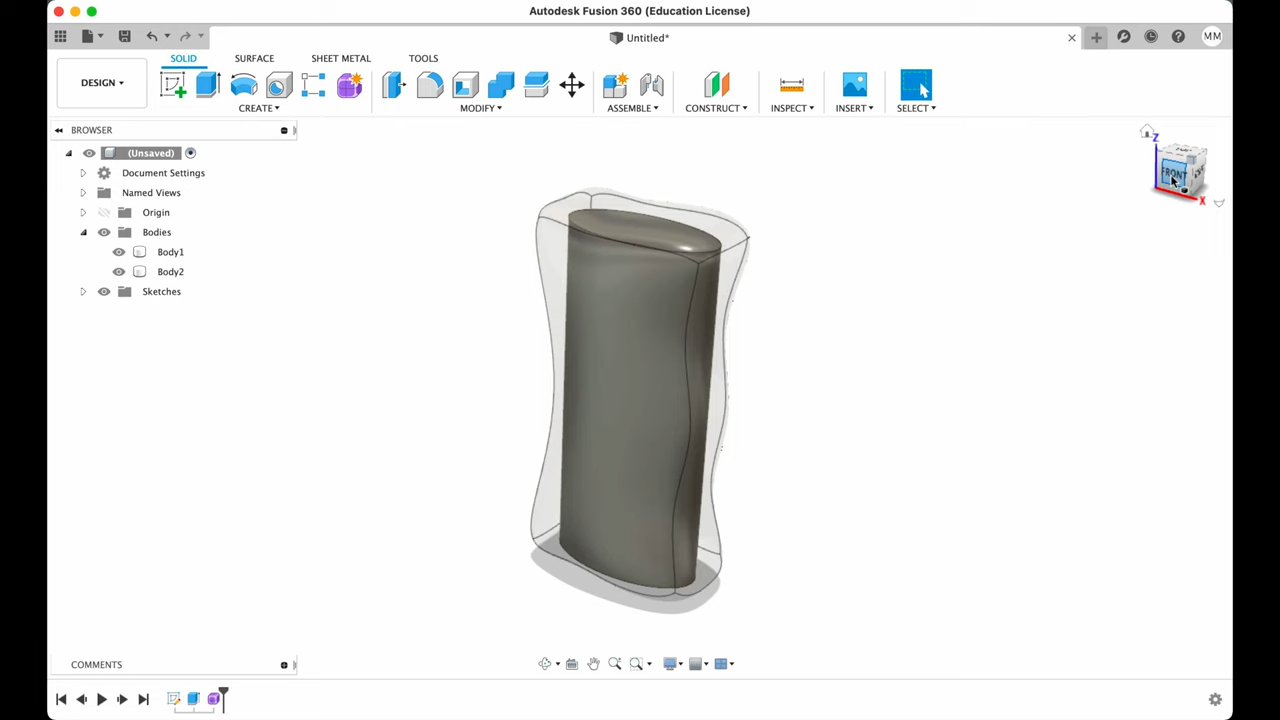 Autodesk Fusion 360 (Education License)
Untitled*
MM
DESIGN
SOLID SURFACE SHEET METAL TOOLS
CREATE MODIFY ASSEMBLE CONSTRUCT INSPECT INSERT SELECT
BROWSER
(Unsaved)
Document Settings
Named Views
Origin
Bodies
Body1
Body2
Sketches
Z
FRONT
X
COMMENTS